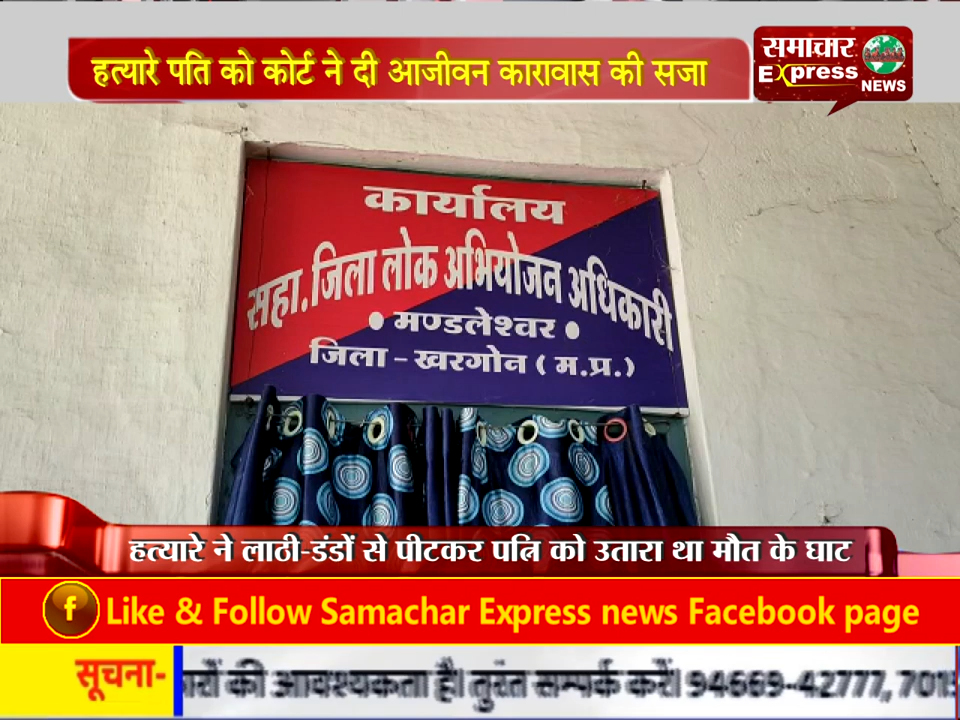 हत्यारे पति को कोर्ट ने दी आजीवन कारावास की सजा
समाचार
Express
NEWS
कार्यालय
सहा. जिला लोक अभियोजन अधिकारी
• मण्डलेश्वर •
जिला - खरगोन ( म.प्र.)
हत्यारे ने लाठी-डंडों से पीटकर पत्नि को उतारा था मौत के घाट
f Like & Follow Samachar Express news Facebook page
सूचना- की आवश्यकता है। तुरंत सम्पर्क करें। 94669-42777,